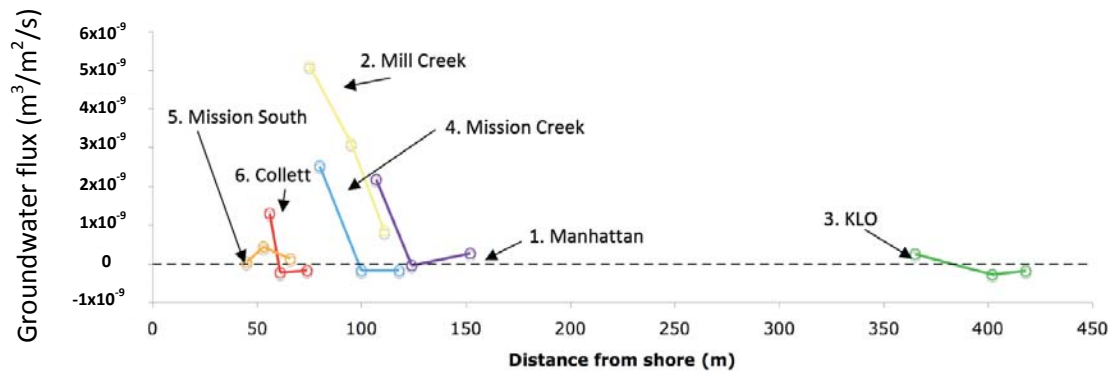 Groundwater flux (m³/m²/s)
6x10⁻⁹
5x10⁻⁹
4x10⁻⁹
3x10⁻⁹
2x10⁻⁹
1x10⁻⁹
0
-1x10⁻⁹
2. Mill Creek
5. Mission South
4. Mission Creek
6. Collett
1. Manhattan
3. KLO
0 50 100 150 200 250 300 350 400 450
Distance from shore (m)